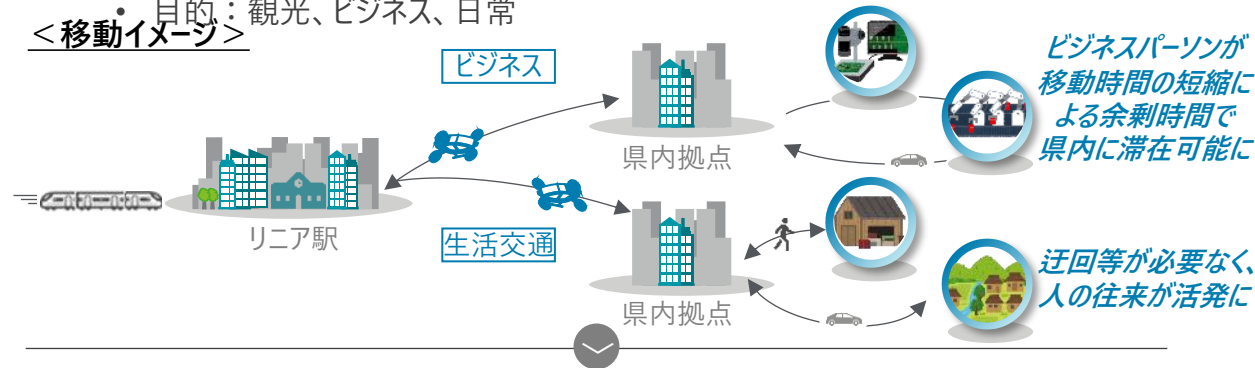 • 目的：観光、ビジネス、日常
＜移動イメージ＞
ビジネス
県内拠点
ビジネスパーソンが
移動時間の短縮に
よる余剰時間で
県内に滞在可能に
リニア駅
生活交通
県内拠点
迂回等が必要なく、
人の往来が活発に